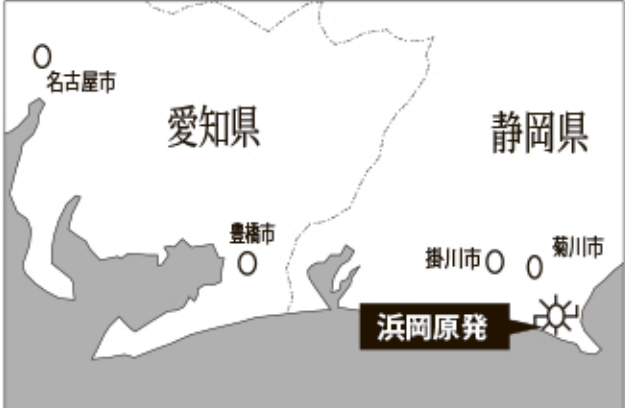 名古屋市
愛知県
静岡県
豊橋市
掛川市
菊川市
浜岡原発